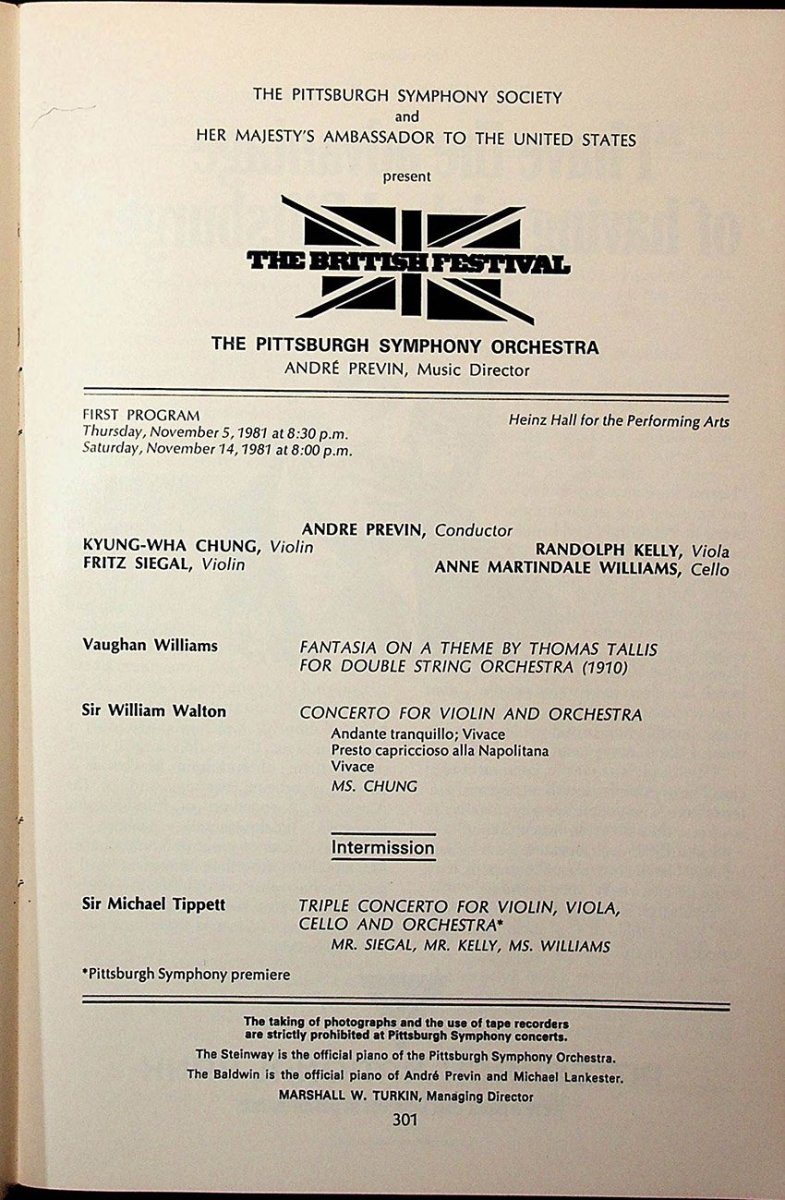 THE PITTSBURGH SYMPHONY SOCIETY
and
HER MAJESTY'S AMBASSADOR TO THE UNITED STATES
present
THE BRITISH FESTIVAL
THE PITTSBURGH SYMPHONY ORCHESTRA
ANDRÉ PREVIN, Music Director
FIRST PROGRAM
Thursday, November 5, 1981 at 8:30 p.m.
Saturday, November 14, 1981 at 8:00 p.m.
Heinz Hall for the Performing Arts
ANDRE PREVIN, Conductor
KYUNG-WHA CHUNG, Violin
FRITZ SIEGAL, Violin
RANDOLPH KELLY, Viola
ANNE MARTINDALE WILLIAMS, Cello
Vaughan Williams
FANTASIA ON A THEME BY THOMAS TALLIS
FOR DOUBLE STRING ORCHESTRA (1910)
Sir William Walton
CONCERTO FOR VIOLIN AND ORCHESTRA
Andante tranquillo; Vivace
Presto capriccioso alla Napolitana
Vivace
MS. CHUNG
Intermission
Sir Michael Tippett
TRIPLE CONCERTO FOR VIOLIN, VIOLA,
CELLO AND ORCHESTRA*
MR. SIEGAL, MR. KELLY, MS. WILLIAMS
*Pittsburgh Symphony premiere
The taking of photographs and the use of tape recorders
are strictly prohibited at Pittsburgh Symphony concerts.
The Steinway is the official piano of the Pittsburgh Symphony Orchestra.
The Baldwin is the official piano of André Previn and Michael Lankester.
MARSHALL W. TURKIN, Managing Director
301